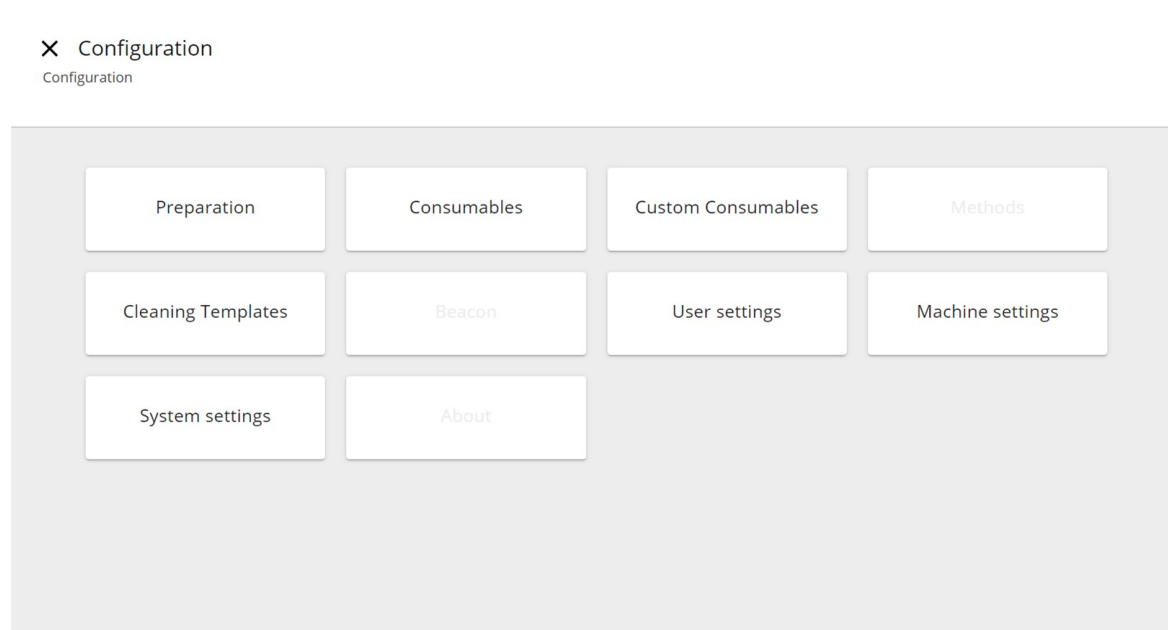 Configuration
Configuration
Preparation
Consumables
Custom Consumables
Methods
Cleaning Templates
Beacon
User settings
Machine settings
System settings
About